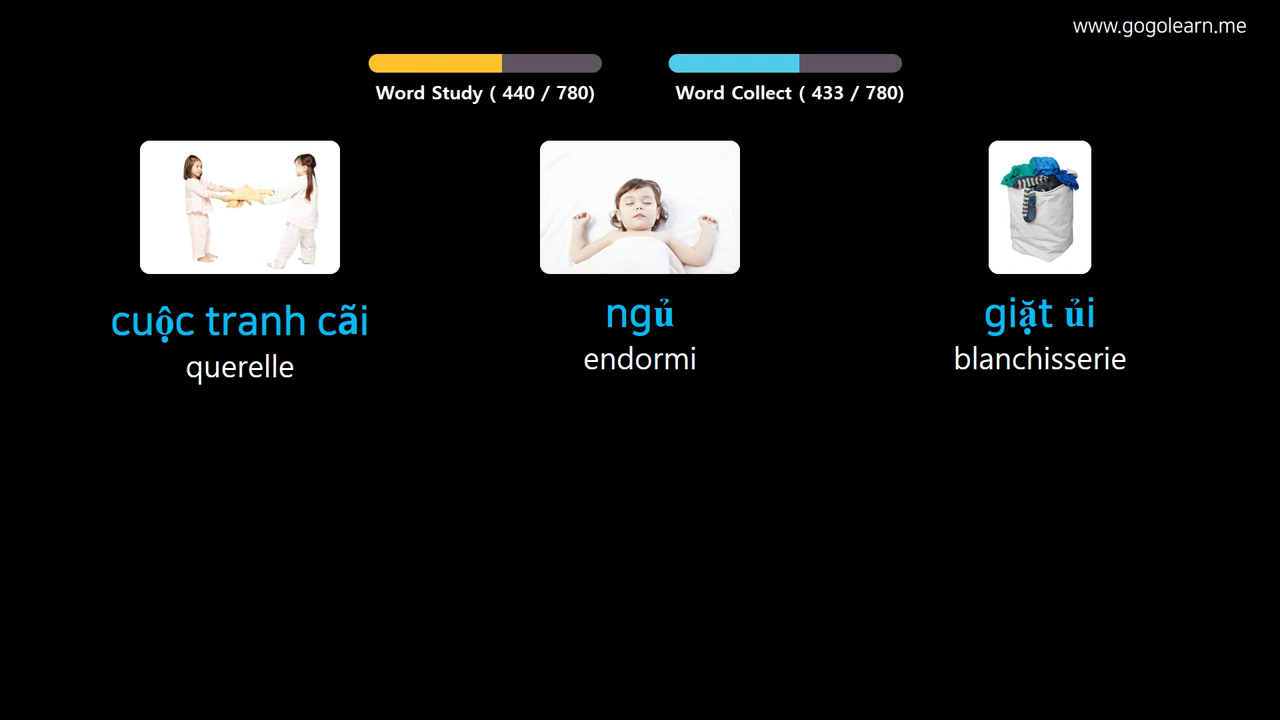 www.gogolearn.me
Word Study ( 440 / 780)
Word Collect ( 433 / 780)
cuộc tranh cãi
querelle
ngủ
endormi
giặt ủi
blanchisserie